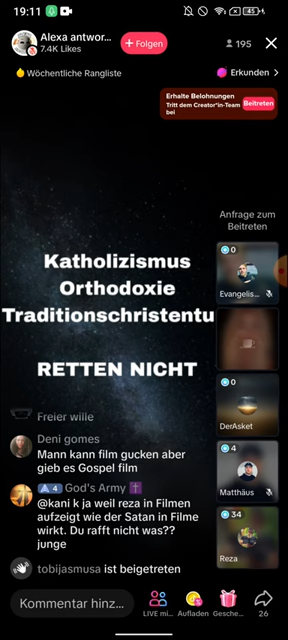 19:11
45
Alexa antwor...
7.4K Likes
+ Folgen
195
Wöchentliche Rangliste
Erkunden >
Erhalte Belohnungen
Tritt dem Creator*in-Team
bei
Beitreten
Anfrage zum
Beitreten
Katholizismus
Orthodoxie
Traditionschristentu
RETTEN NICHT
0
Evangelis...
0
DerAsket
4
Matthäus
34
Reza
Freier wille
Deni gomes
Mann kann film gucken aber
gieb es Gospel film
4 God's Army
@kani k ja weil reza in Filmen
aufzeigt wie der Satan in Filme
wirkt. Du rafft nicht was??
junge
tobijasmusa ist beigetreten
Kommentar hinz...
LIVE mi...
Aufladen
Gesche...
26